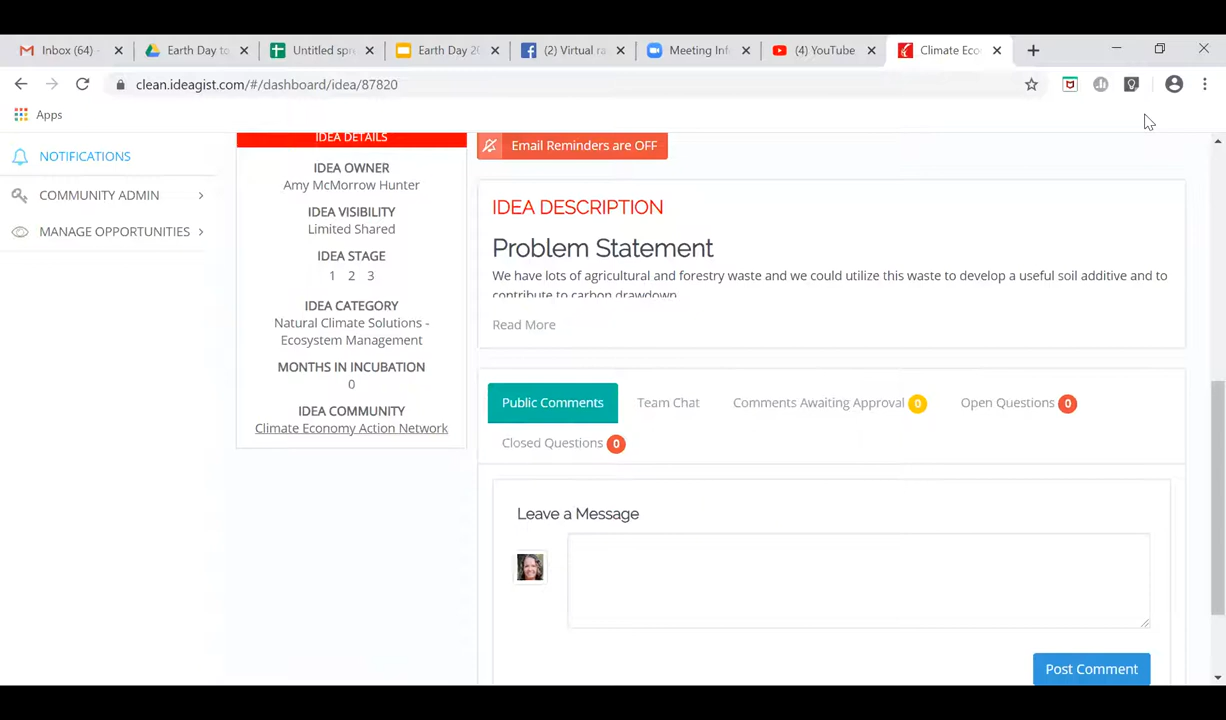 Inbox (64) -
Earth Day to
Untitled spr
Earth Day 20
(2) Virtual ra
Meeting Inf
(4) YouTube
Climate Eco
clean.ideagist.com/#/dashboard/idea/87820
Apps
NOTIFICATIONS
COMMUNITY ADMIN
MANAGE OPPORTUNITIES
IDEA DETAILS
IDEA OWNER
Amy McMorrow Hunter
IDEA VISIBILITY
Limited Shared
IDEA STAGE
1 2 3
IDEA CATEGORY
Natural Climate Solutions -
Ecosystem Management
MONTHS IN INCUBATION
0
IDEA COMMUNITY
Climate Economy Action Network
Email Reminders are OFF
IDEA DESCRIPTION
Problem Statement
We have lots of agricultural and forestry waste and we could utilize this waste to develop a useful soil additive and to
contribute to carbon drawdown.
Read More
Public Comments
Team Chat
Comments Awaiting Approval 0
Open Questions 0
Closed Questions 0
Leave a Message
Post Comment